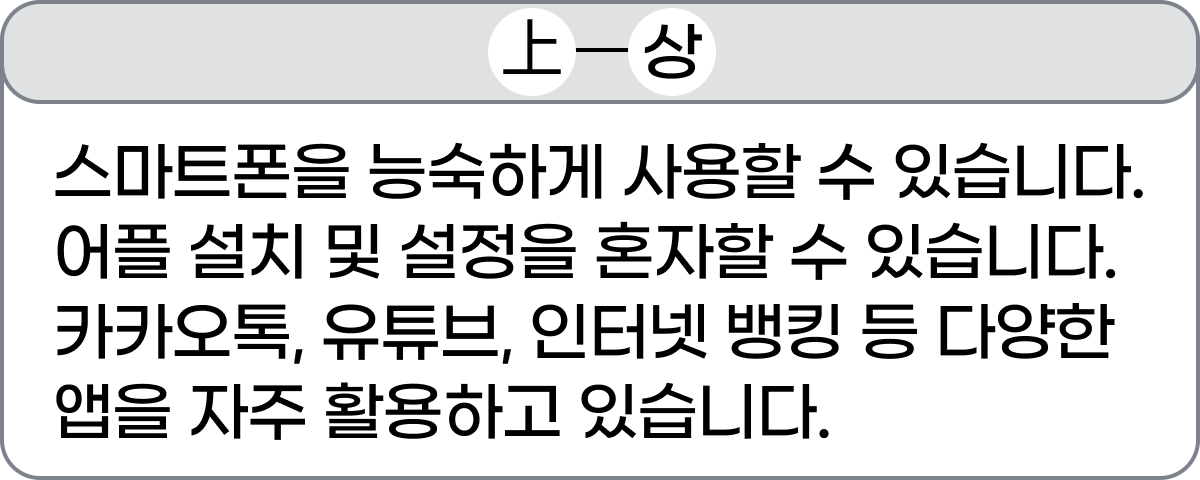 上—상
스마트폰을 능숙하게 사용할 수 있습니다.
어플 설치 및 설정을 혼자할 수 있습니다.
카카오톡, 유튜브, 인터넷 뱅킹 등 다양한
앱을 자주 활용하고 있습니다.